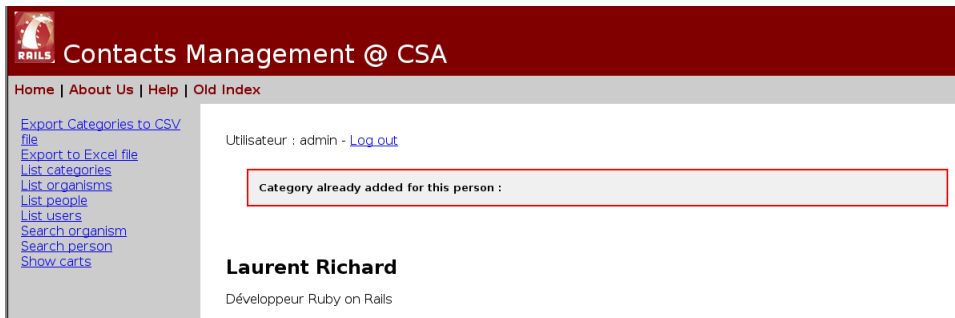 RAILS
Contacts Management @ CSA
Home | About Us | Help | Old Index
Export Categories to CSV
file
Export to Excel file
List categories
List organisms
List people
List users
Search organism
Search person
Show carts
Utilisateur : admin - Log out
Category already added for this person :
Laurent Richard
Développeur Ruby on Rails